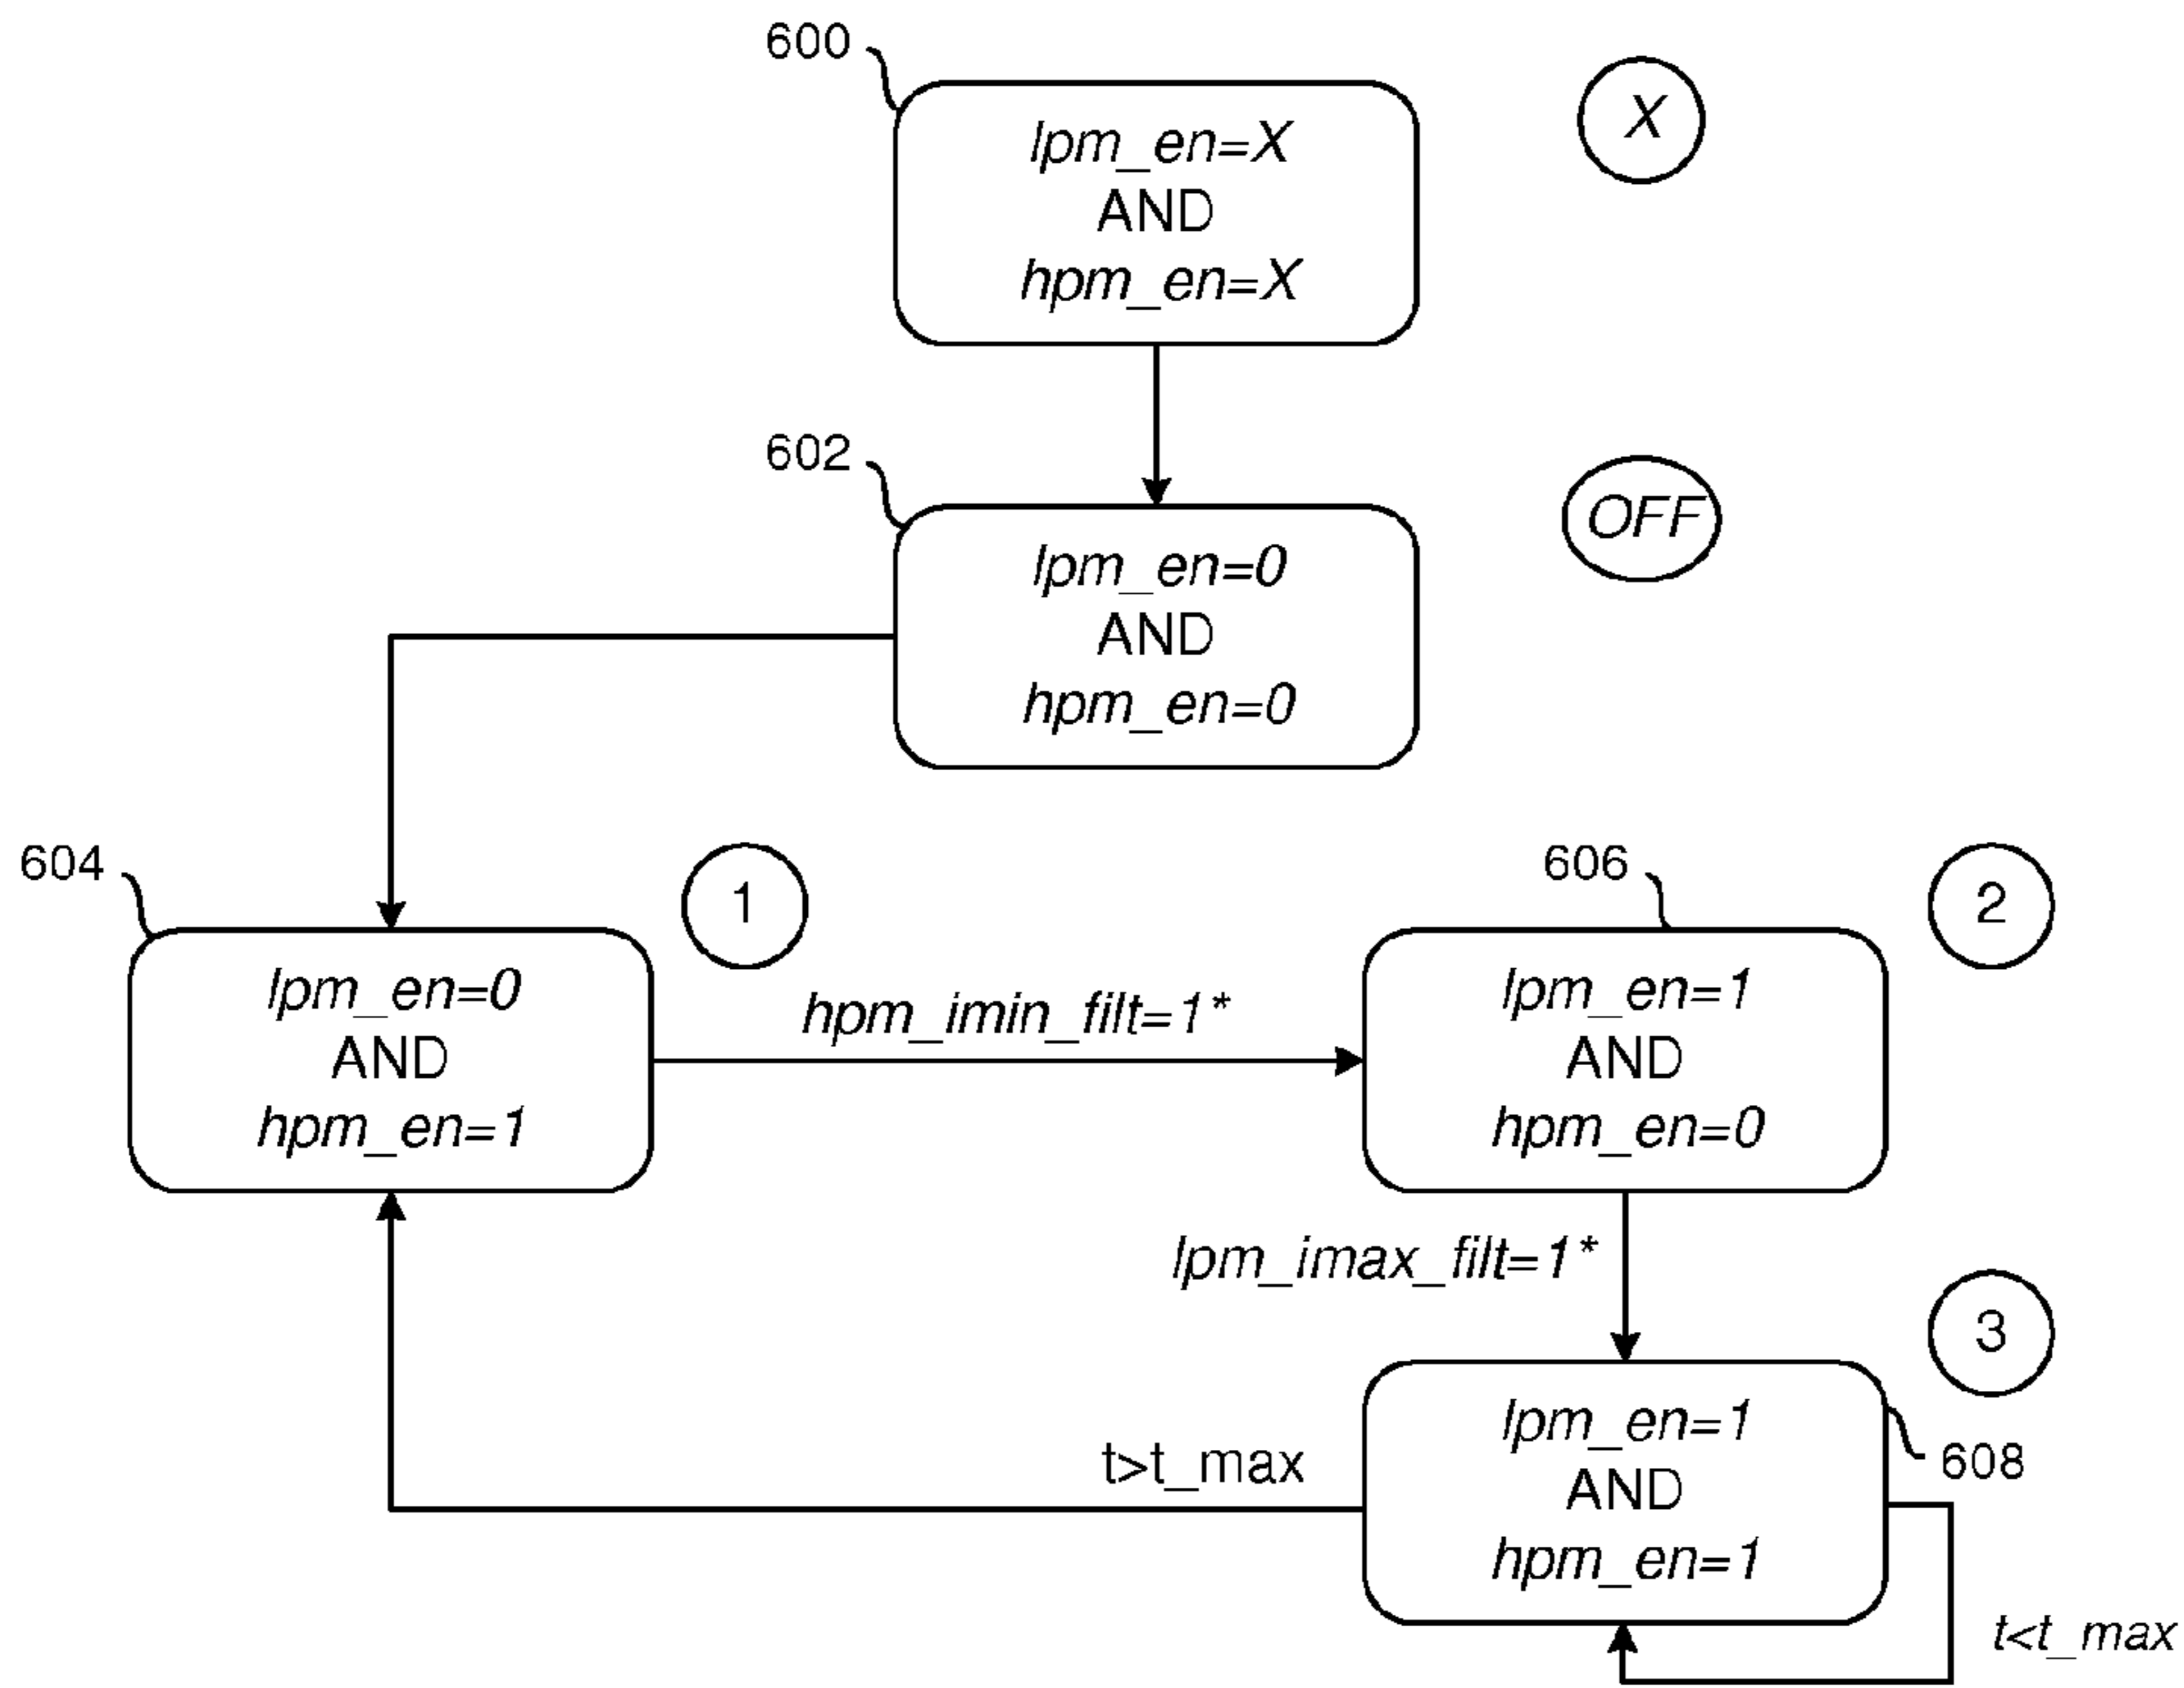 600
X
lpm_en=X
AND
hpm_en=X
602
OFF
lpm_en=0
AND
hpm_en=0
604
1
606
2
lpm_en=0
AND
hpm_en=1
hpm_imin_filt=1*
lpm_en=1
AND
hpm_en=0
lpm_imax_filt=1*
3
lpm_en=1
AND
hpm_en=1
608
t>t_max
t<t_max